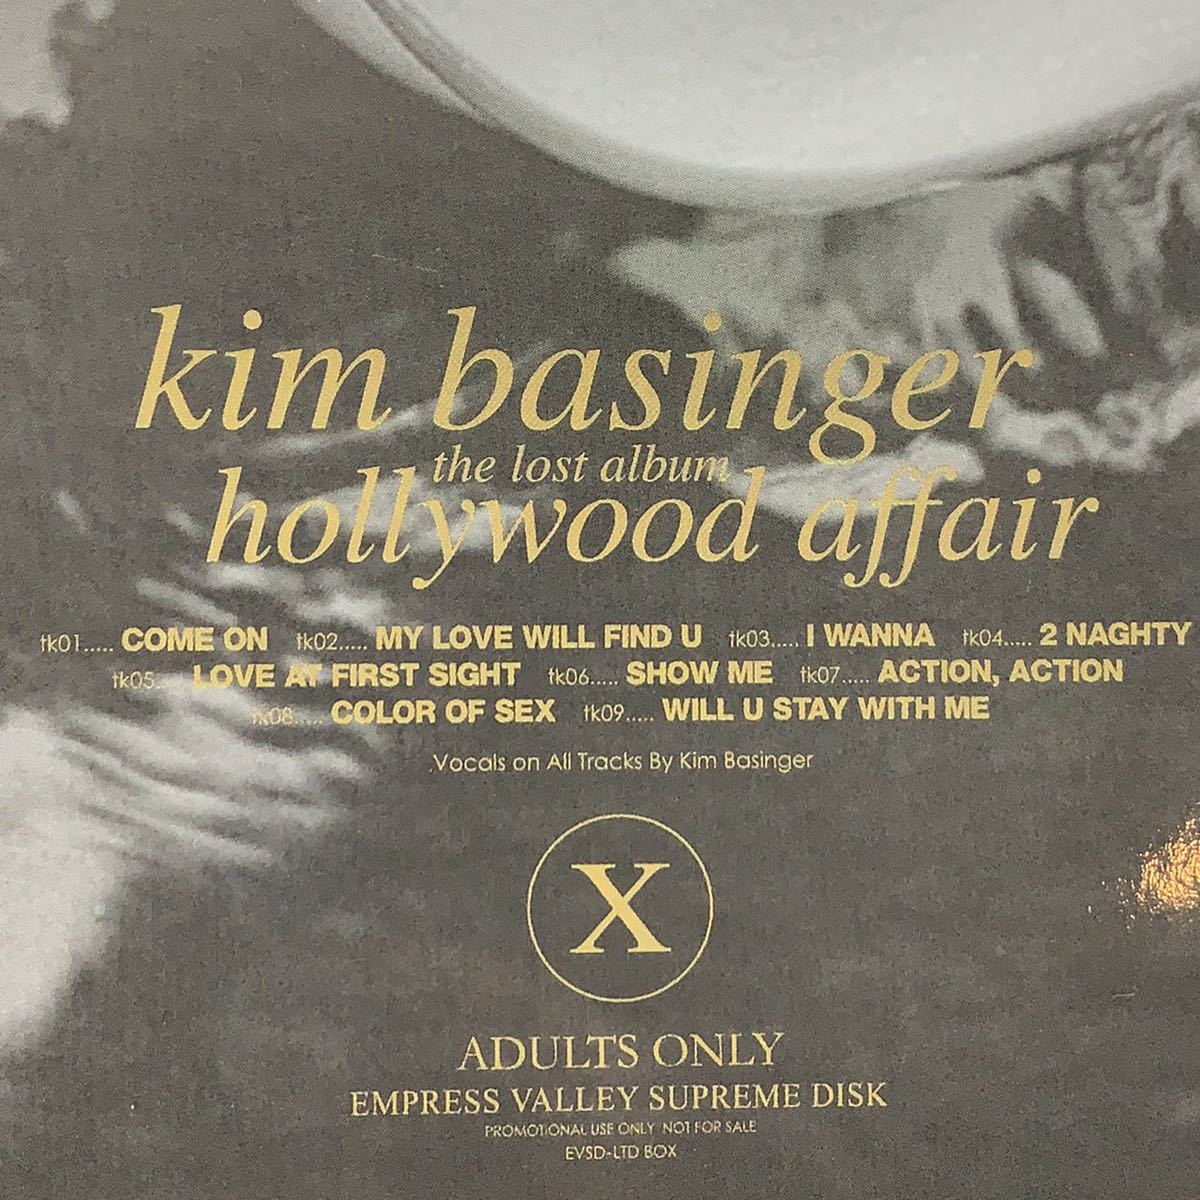 kim basinger
the lost album
hollywood affair
tk01..... COME ON tk02..... MY LOVE WILL FIND U tk03..... I WANNA tk04..... 2 NAGHTY
tk05..... LOVE AT FIRST SIGHT tk06..... SHOW ME tk07..... ACTION, ACTION
tk08..... COLOR OF SEX tk09..... WILL U STAY WITH ME
Vocals on All Tracks By Kim Basinger
X
ADULTS ONLY
EMPRESS VALLEY SUPREME DISK
PROMOTIONAL USE ONLY NOT FOR SALE
EVSD-LTD BOX